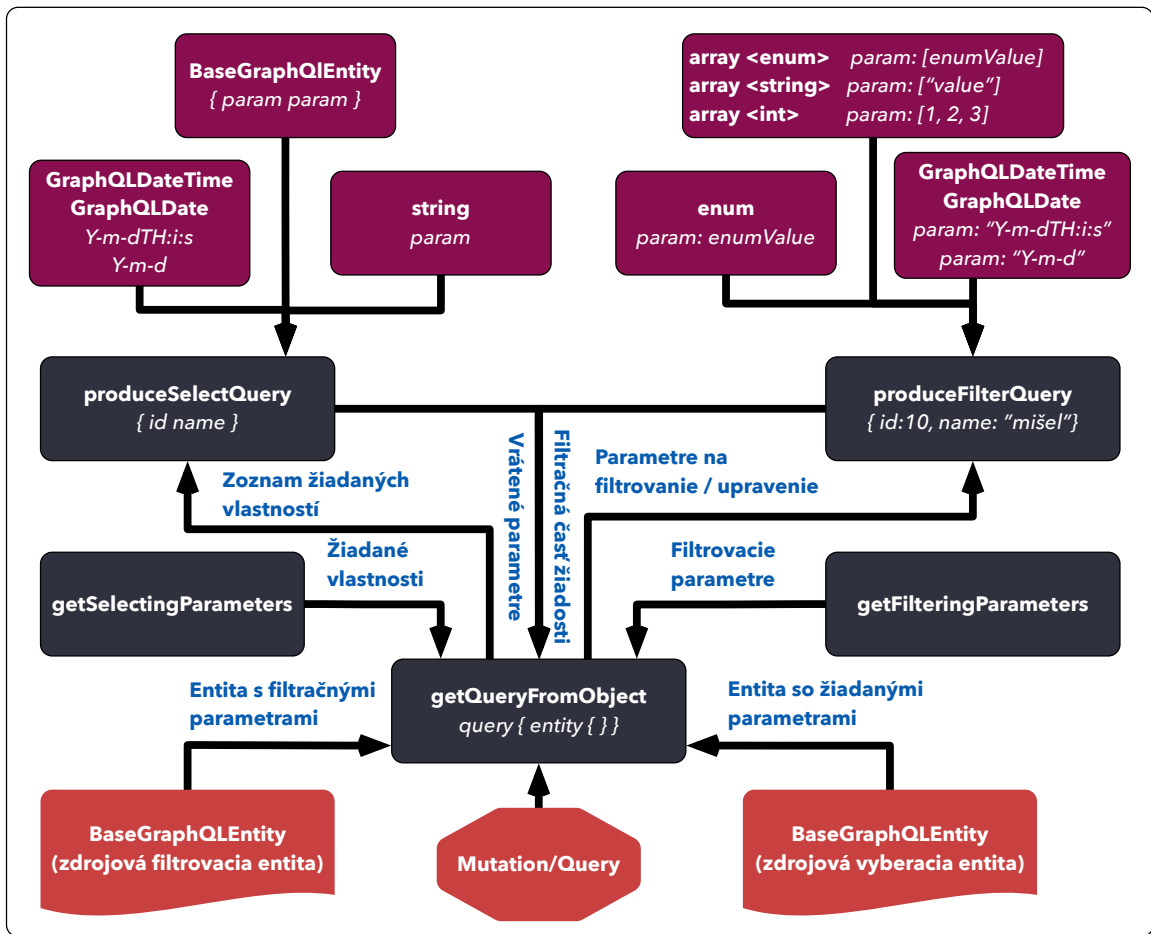 BaseGraphQlEntity
{ param param }
array <enum> param: [enumValue]
array <string> param: [“value”]
array <int> param: [1, 2, 3]
GraphQLDateTime
GraphQLDate
Y-m-dTH:i:s
Y-m-d
string
param
enum
param: enumValue
GraphQLDateTime
GraphQLDate
param: “Y-m-dTH:i:s”
param: “Y-m-d”
produceSelectQuery
{ id name }
produceFilterQuery
{ id:10, name: “mišel”}
Zoznam žiadaných
vlastností
Vrátené parametre
Filtračná časť žiadosti
Parametre na
filtrovanie / upravenie
Žiadané
vlastnosti
Filtrovacie
parametre
getSelectingParameters
getFilteringParameters
Entita s filtračnými
parametrami
getQueryFromObject
query { entity { } }
Entita so žiadanými
parametrami
BaseGraphQLEntity
(zdrojová filtrovacia entita)
Mutation/Query
BaseGraphQLEntity
(zdrojová vyberacia entita)